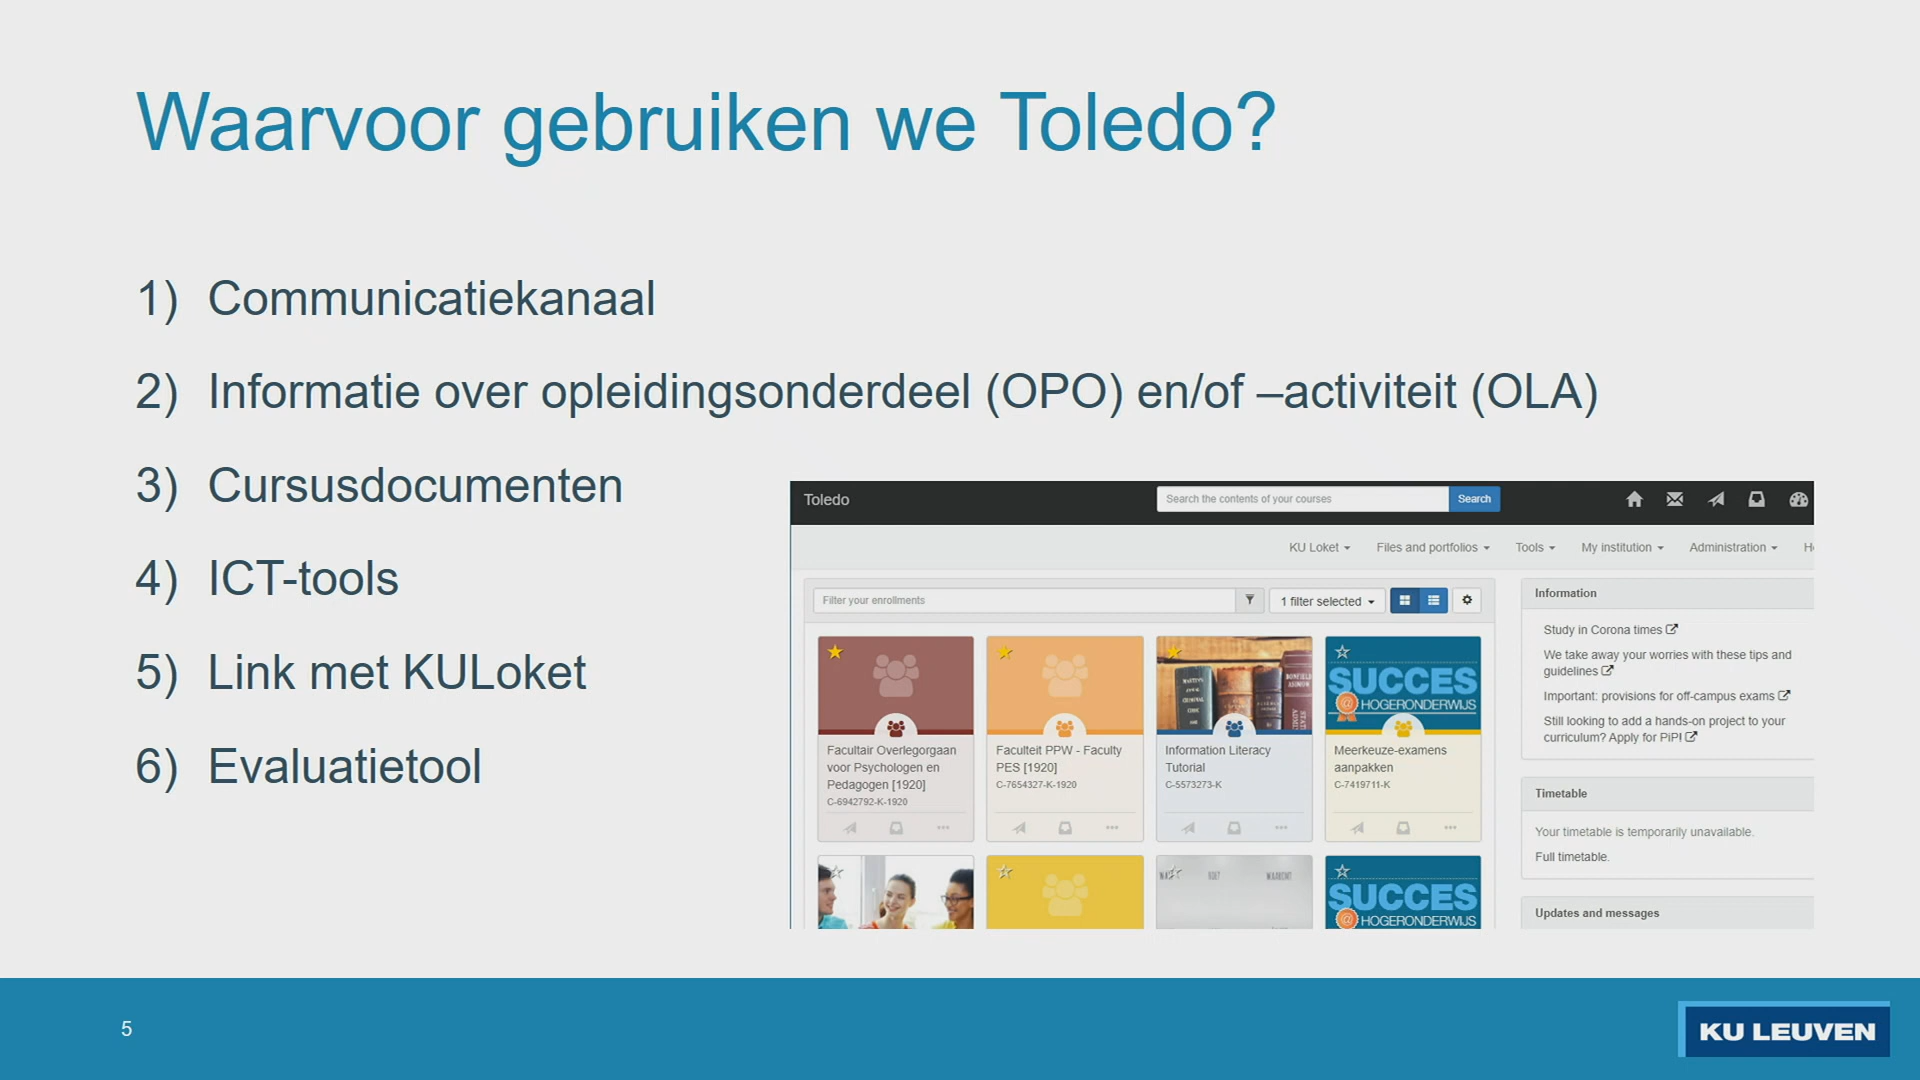 Waarvoor gebruiken we Toledo?
1) Communicatiekanaal
2) Informatie over opleidingsonderdeel (OPO) en/of –activiteit (OLA)
3) Cursusdocumenten
4) ICT-tools
5) Link met KULoket
6) Evaluatietool
Toledo
Search the contents of your courses
Search
KU Loket
Files and portfolios
Tools
My institution
Administration
Filter your enrollments
1 filter selected
Facultair Overlegorgaan
voor Psychologen en
Pedagogen [1920]
C-6942792-K-1920
Faculteit PPW - Faculty
PES [1920]
C-7654327-K-1920
Information Literacy
Tutorial
C-5573273-K
SUCCES
@HOGERONDERWIJS
Meerkeuze-examens
aanpakken
C-7419711-K
SUCCES
@HOGERONDERWIJS
Information
Study in Corona times
We take away your worries with these tips and
guidelines
Important: provisions for off-campus exams
Still looking to add a hands-on project to your
curriculum? Apply for PiPI
Timetable
Your timetable is temporarily unavailable.
Full timetable.
Updates and messages
5
KU LEUVEN